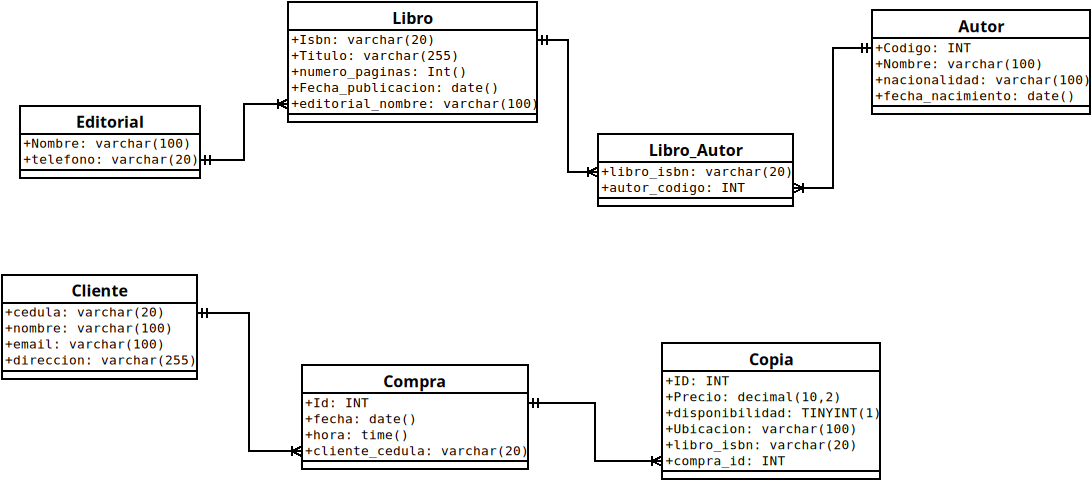 Libro
+Isbn: varchar(20)
+Titulo: varchar(255)
+numero_paginas: Int()
+Fecha_publicacion: date()
+editorial_nombre: varchar(100)
Autor
+Codigo: INT
+Nombre: varchar(100)
+nacionalidad: varchar(100)
+fecha_nacimiento: date()
Editorial
+Nombre: varchar(100)
+telefono: varchar(20)
Libro_Autor
+libro_isbn: varchar(20)
+autor_codigo: INT
Cliente
+cedula: varchar(20)
+nombre: varchar(100)
+email: varchar(100)
+direccion: varchar(255)
Compra
+Id: INT
+fecha: date()
+hora: time()
+cliente_cedula: varchar(20)
Copia
+ID: INT
+Precio: decimal(10,2)
+disponibilidad: TINYINT(1)
+Ubicacion: varchar(100)
+libro_isbn: varchar(20)
+compra_id: INT